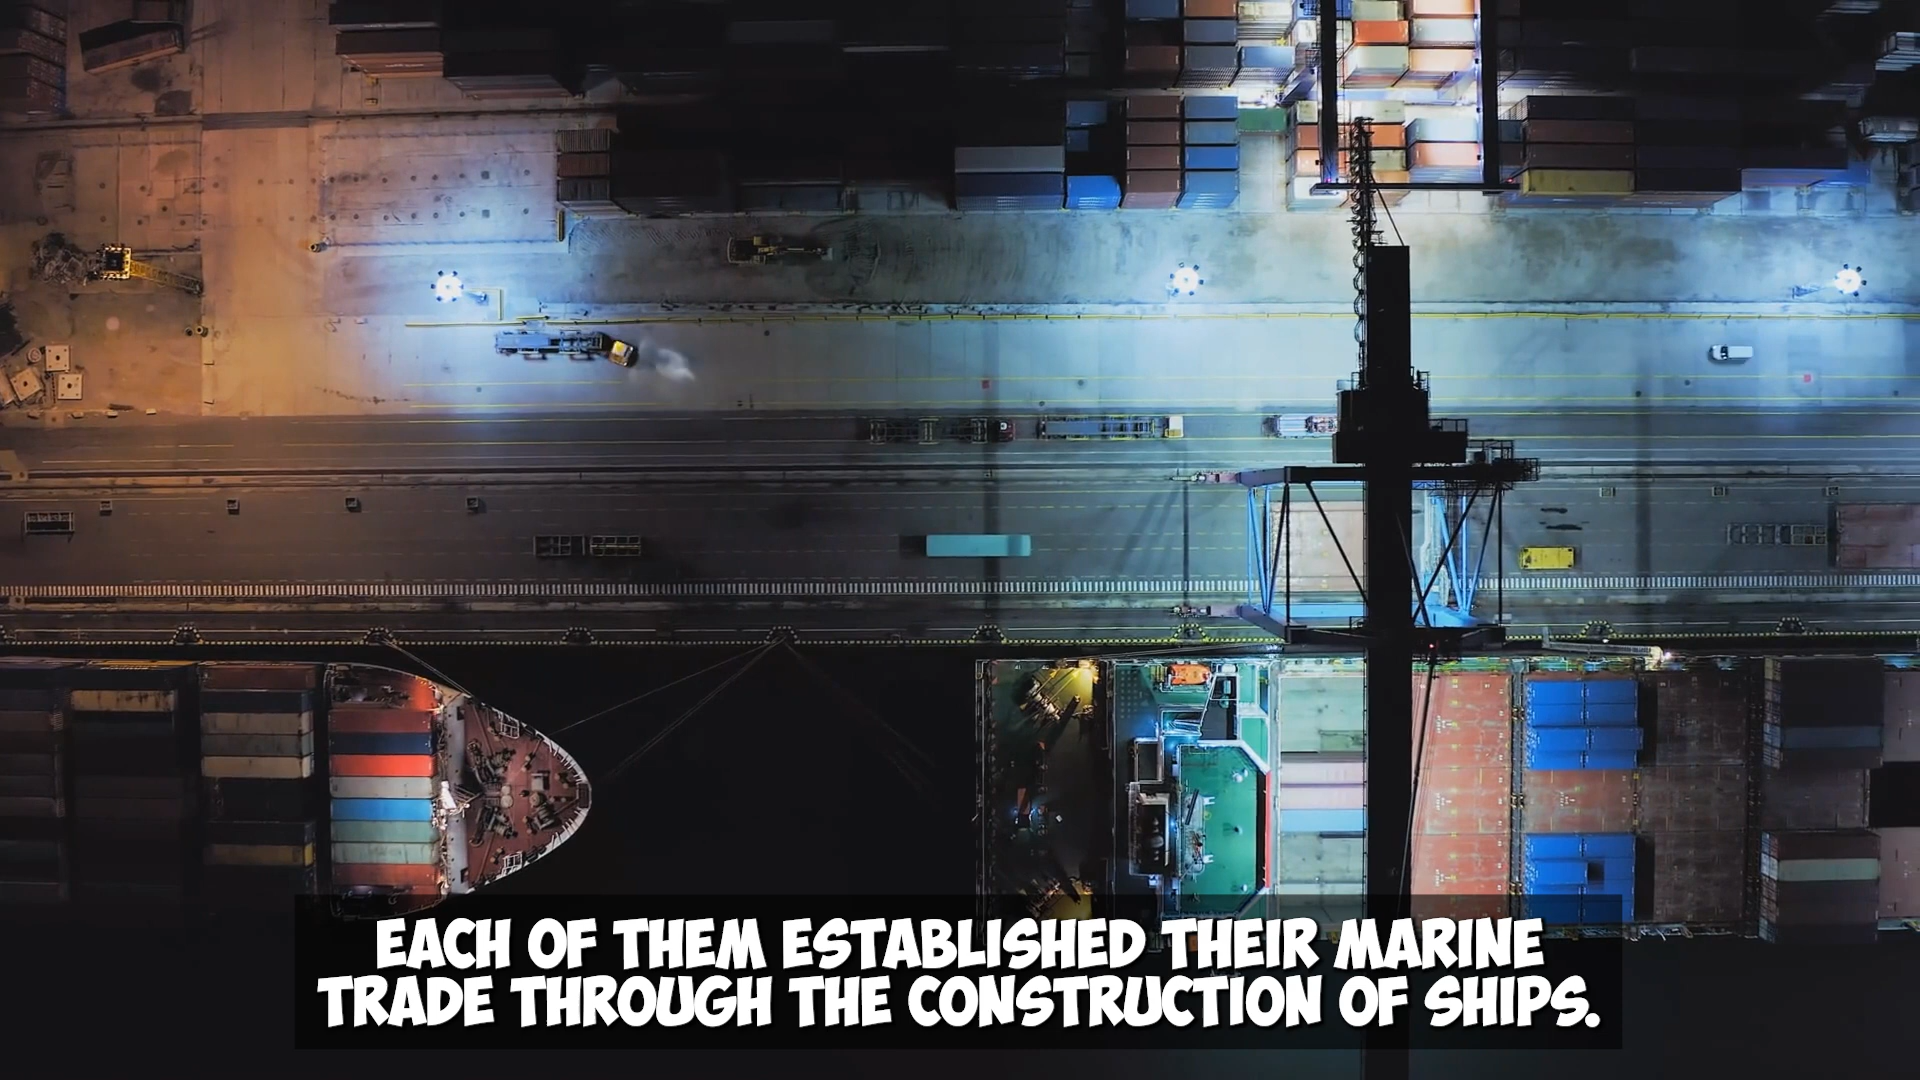 EACH OF THEM ESTABLISHED THEIR MARINE
TRADE THROUGH THE CONSTRUCTION OF SHIPS.